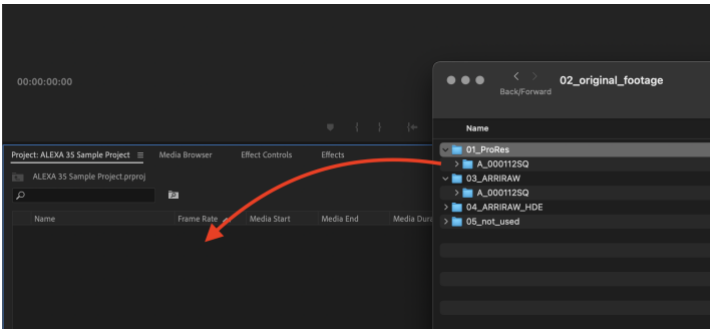 00:00:00:00
02_original_footage
Back/Forward
Name
01_ProRes
A_000112SQ
03_ARRIRAW
A_000112SQ
04_ARRIRAW_HDE
05_not_used
Project: ALEXA 35 Sample Project
Media Browser
Effect Controls
Effects
ALEXA 35 Sample Project.prproj
Name
Frame Rate
Media Start
Media End
Media Dura